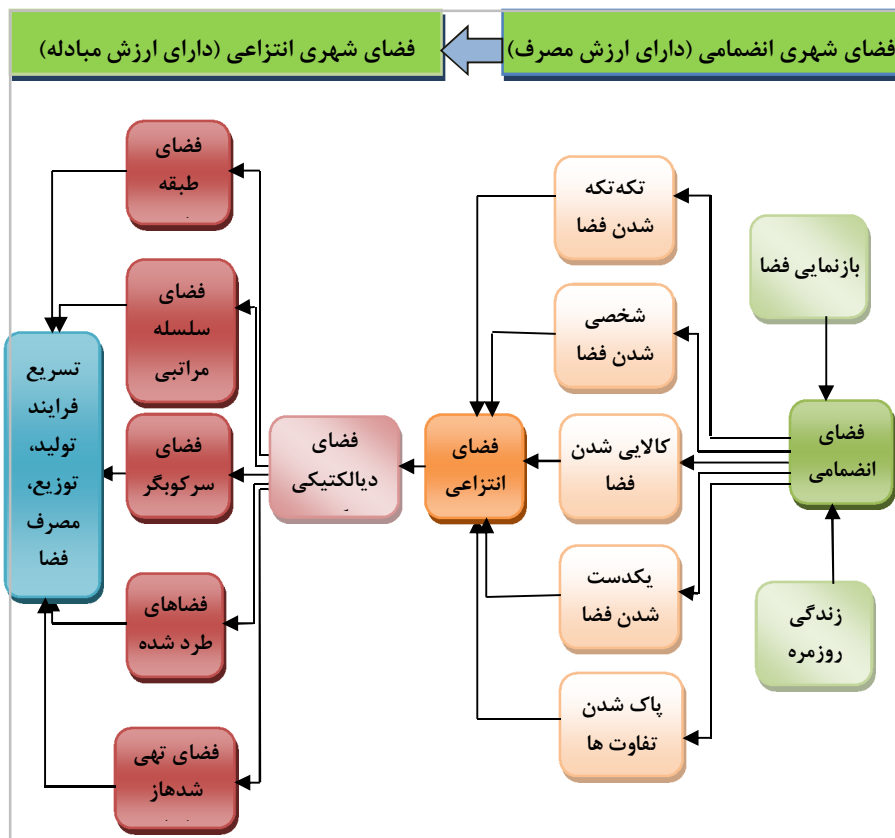 فضای شهری انضمامی (دارای ارزش مصرف)
فضای شهری انتزاعی (دارای ارزش مبادله)
بازنمایی فضا
فضای
انضمامی
زندگی
روزمره
تکه‌تکه
شدن فضا
شخصی
شدن فضا
کالایی شدن
فضا
یکدست
شدن فضا
پاک شدن
تفاوت ها
فضای
انتزاعی
فضای
دیالکتیکی
فضای
طبقه
فضای
سلسله
مراتبی
فضای
سرکوبگر
فضاهای
طرد شده
فضای تهی
شدهاز
تسریع
فرایند
تولید،
توزیع،
مصرف
فضا